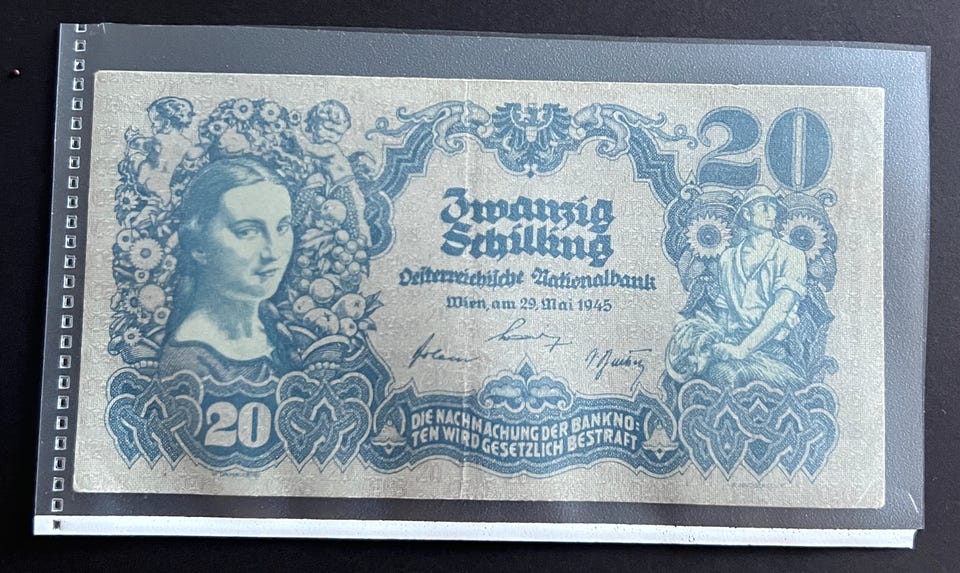 20
Zwanzig
Schilling
Oesterreichische Nationalbank
Wien, am 29. Mai 1945
20
DIE NACHMACHUNG DER BANKNO:
TEN WIRD GESETZLICH BESTRAFT